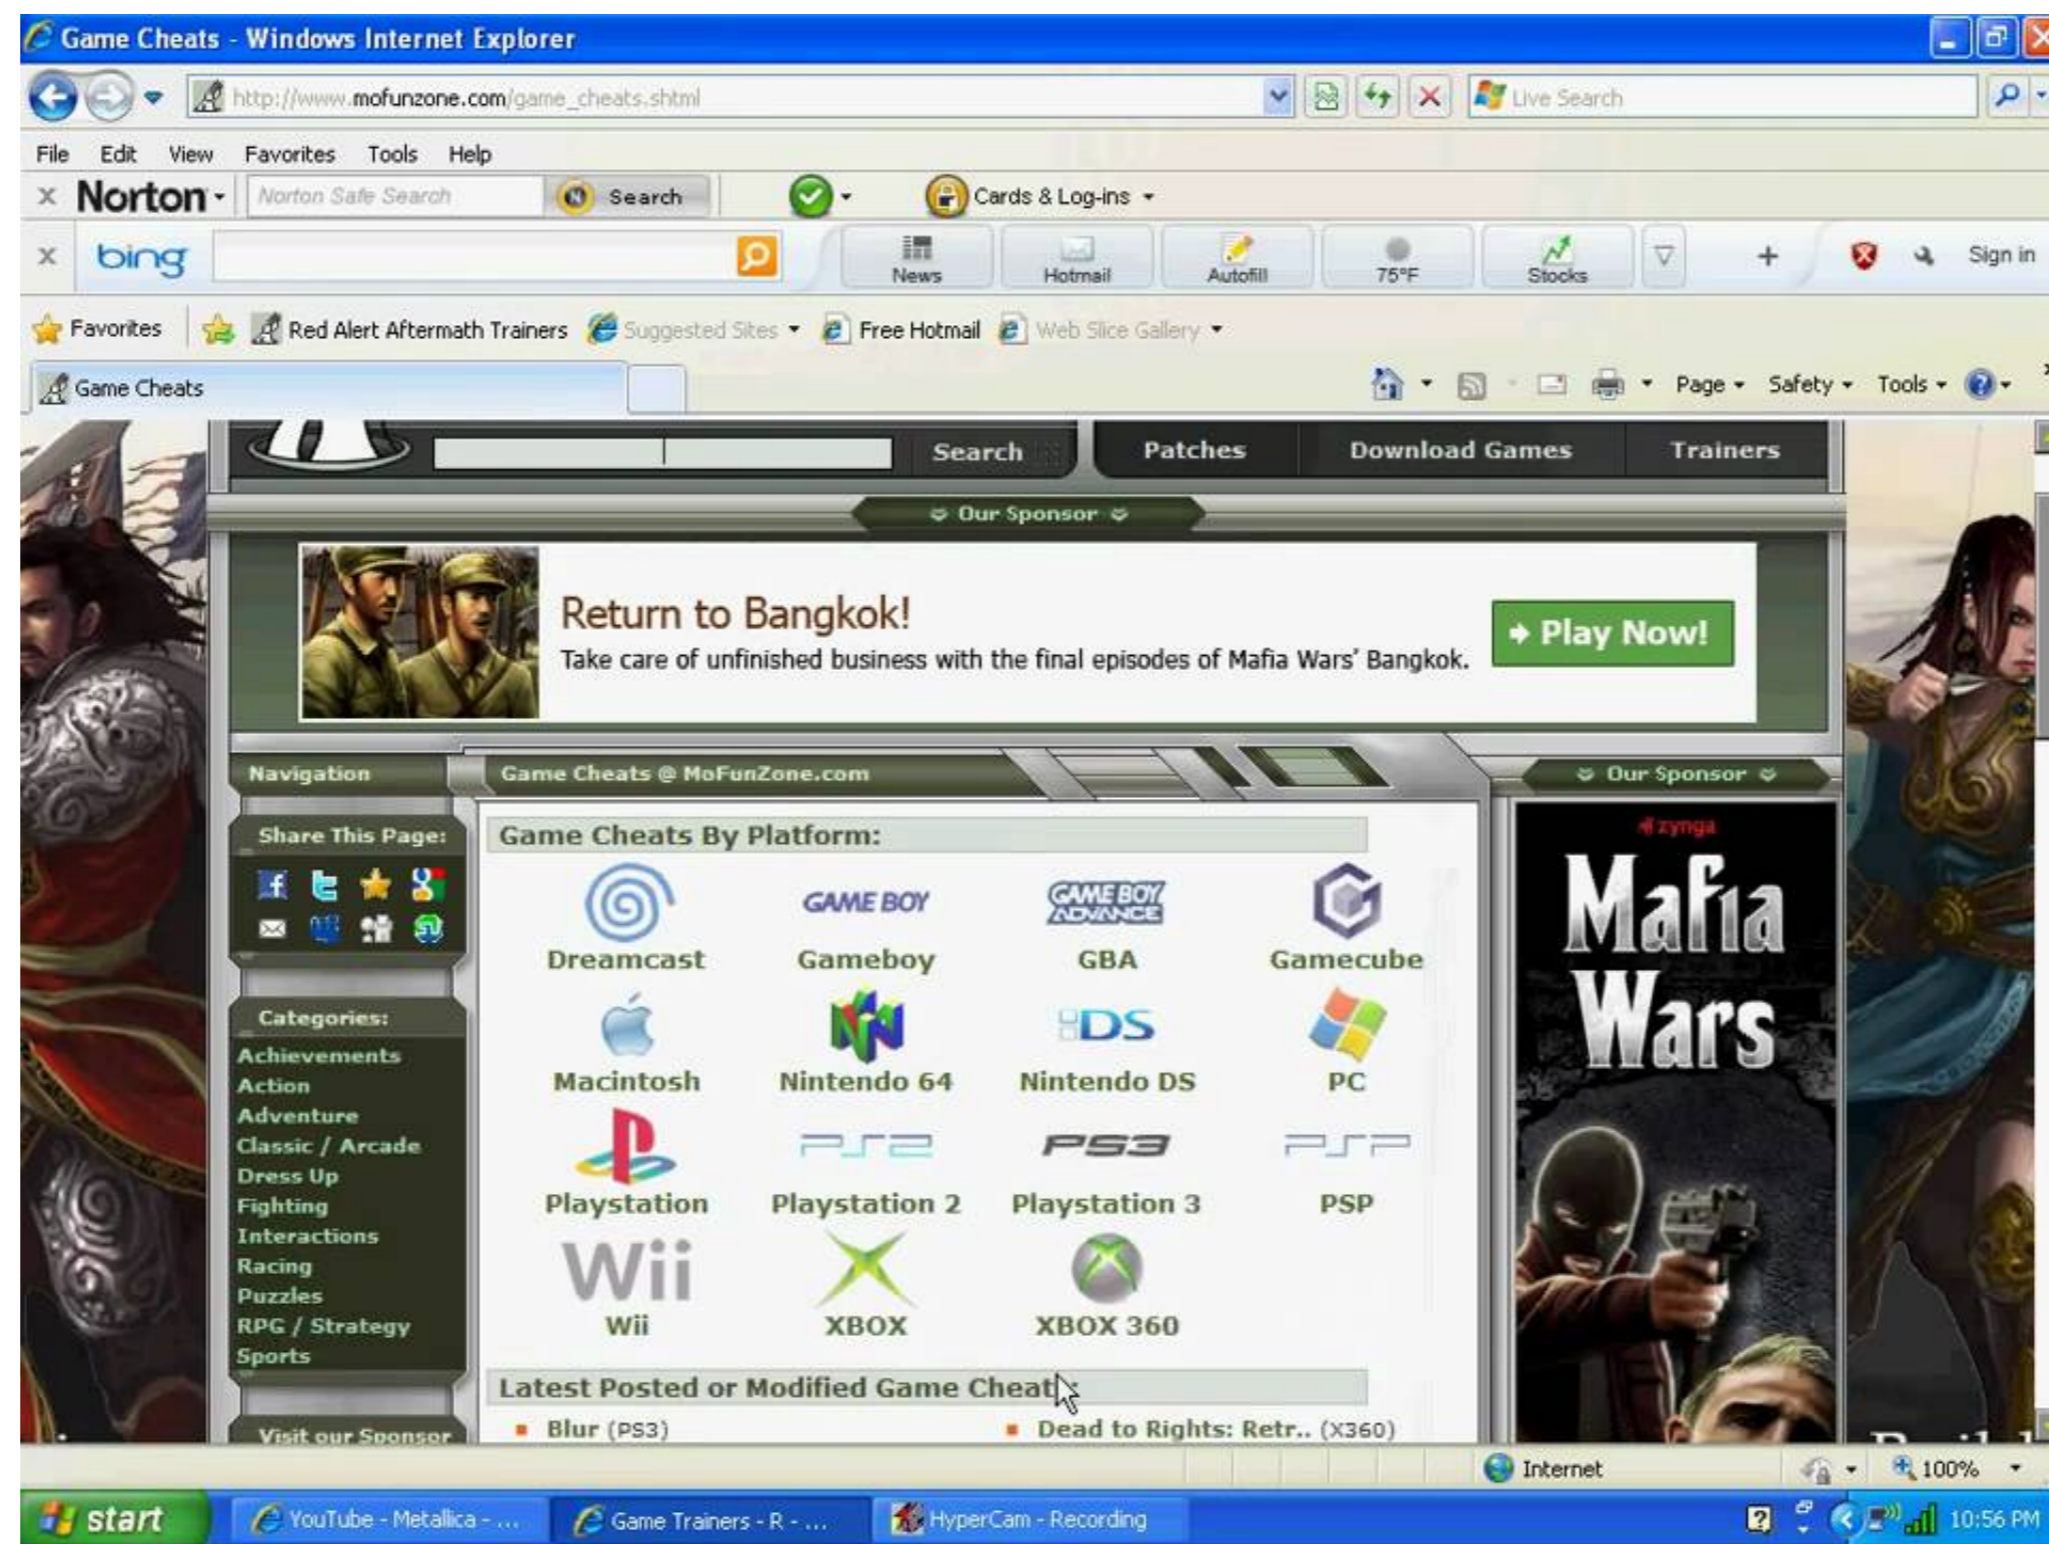 Game Cheats - Windows Internet Explorer
http://www.mofunzone.com/game_cheats.shtml
Live Search
File Edit View Favorites Tools Help
x Norton Norton Safe Search Search Cards & Log-ins
x bing News Hotmail Autofill 75°F Stocks + Sign in
Favorites Red Alert Aftermath Trainers Suggested Sites Free Hotmail Web Slice Gallery
Game Cheats Page Safety Tools
Search Patches Download Games Trainers
Our Sponsor
Return to Bangkok!
Take care of unfinished business with the final episodes of Mafia Wars' Bangkok.
Play Now!
Navigation
Share This Page:
Categories:
Achievements
Action
Adventure
Classic / Arcade
Dress Up
Fighting
Interactions
Racing
Puzzles
RPG / Strategy
Sports
Visit our Sponsor
Game Cheats @ MoFunZone.com
Game Cheats By Platform:
GAME BOY GAME BOY ADVANCE
Dreamcast Gameboy GBA Gamecube
DS
Macintosh Nintendo 64 Nintendo DS PC
PS2 PS3 PSP
Playstation Playstation 2 Playstation 3 PSP
Wii
Wii XBOX XBOX 360
Latest Posted or Modified Game Cheats:
Blur (PS3) Dead to Rights: Retr.. (X360)
Our Sponsor
zynga
Mafia
Wars
Internet 100%
start YouTube - Metallica - ... Game Trainers - R - ... HyperCam - Recording 10:56 PM